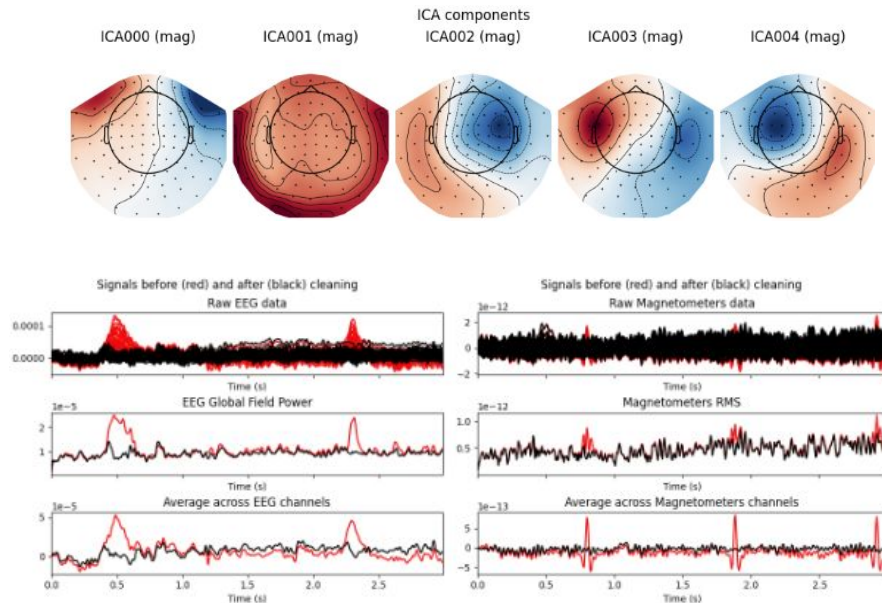 ICA components
ICA000 (mag) ICA001 (mag) ICA002 (mag) ICA003 (mag) ICA004 (mag)
Signals before (red) and after (black) cleaning
Raw EEG data
0.0001
0.0000
Time (s)
1e−5
EEG Global Field Power
2
1
Time (s)
1e−5
Average across EEG channels
5
0
0.0 0.5 1.0 1.5 2.0 2.5
Time (s)
Signals before (red) and after (black) cleaning
1e−12
Raw Magnetometers data
2
0
−2
Time (s)
1e−12
Magnetometers RMS
1.0
0.5
Time (s)
1e−13
Average across Magnetometers channels
5
0
−5
0.0 0.5 1.0 1.5 2.0 2.5
Time (s)